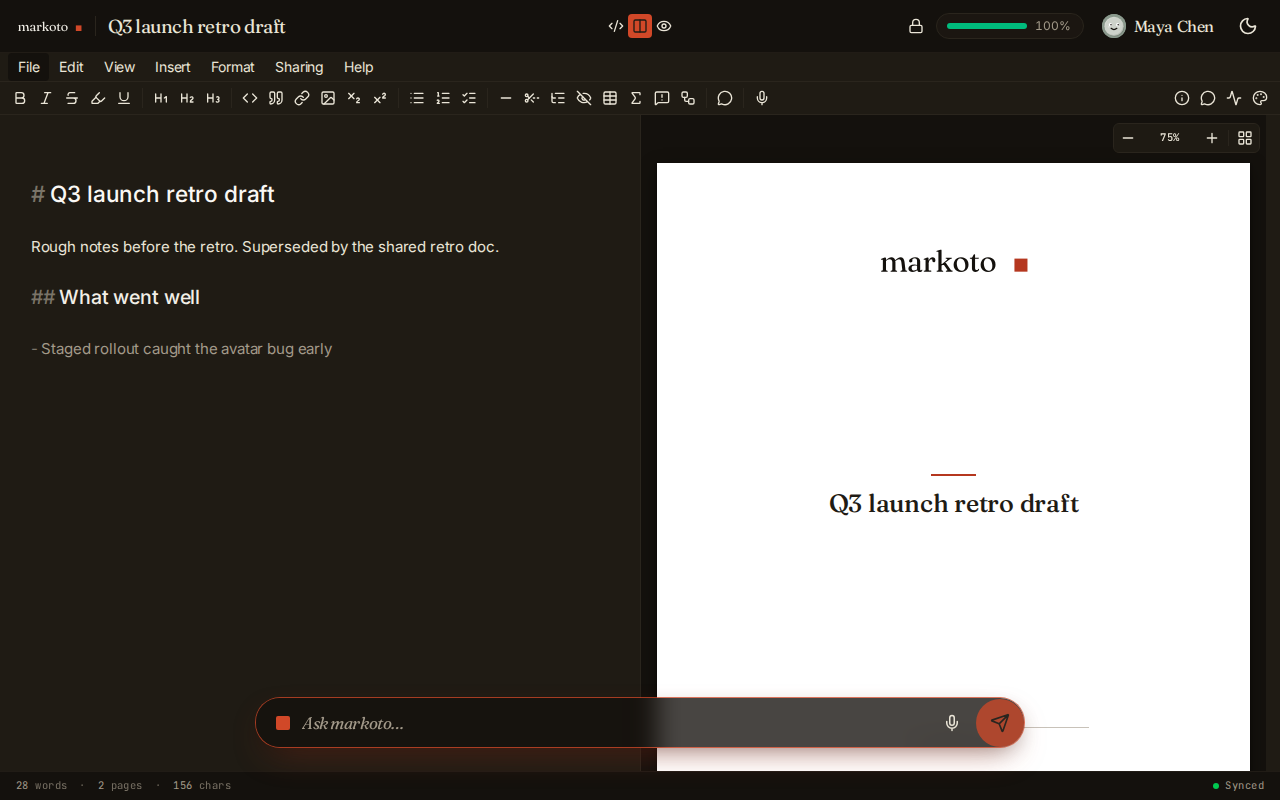 markoto
Q3 launch retro draft
100%
Maya Chen
File Edit View Insert Format Sharing Help
H1 H2 H3
75%
# Q3 launch retro draft
Rough notes before the retro. Superseded by the shared retro doc.
## What went well
- Staged rollout caught the avatar bug early
markoto
Q3 launch retro draft
Ask markoto...
28 words · 2 pages · 156 chars
Synced